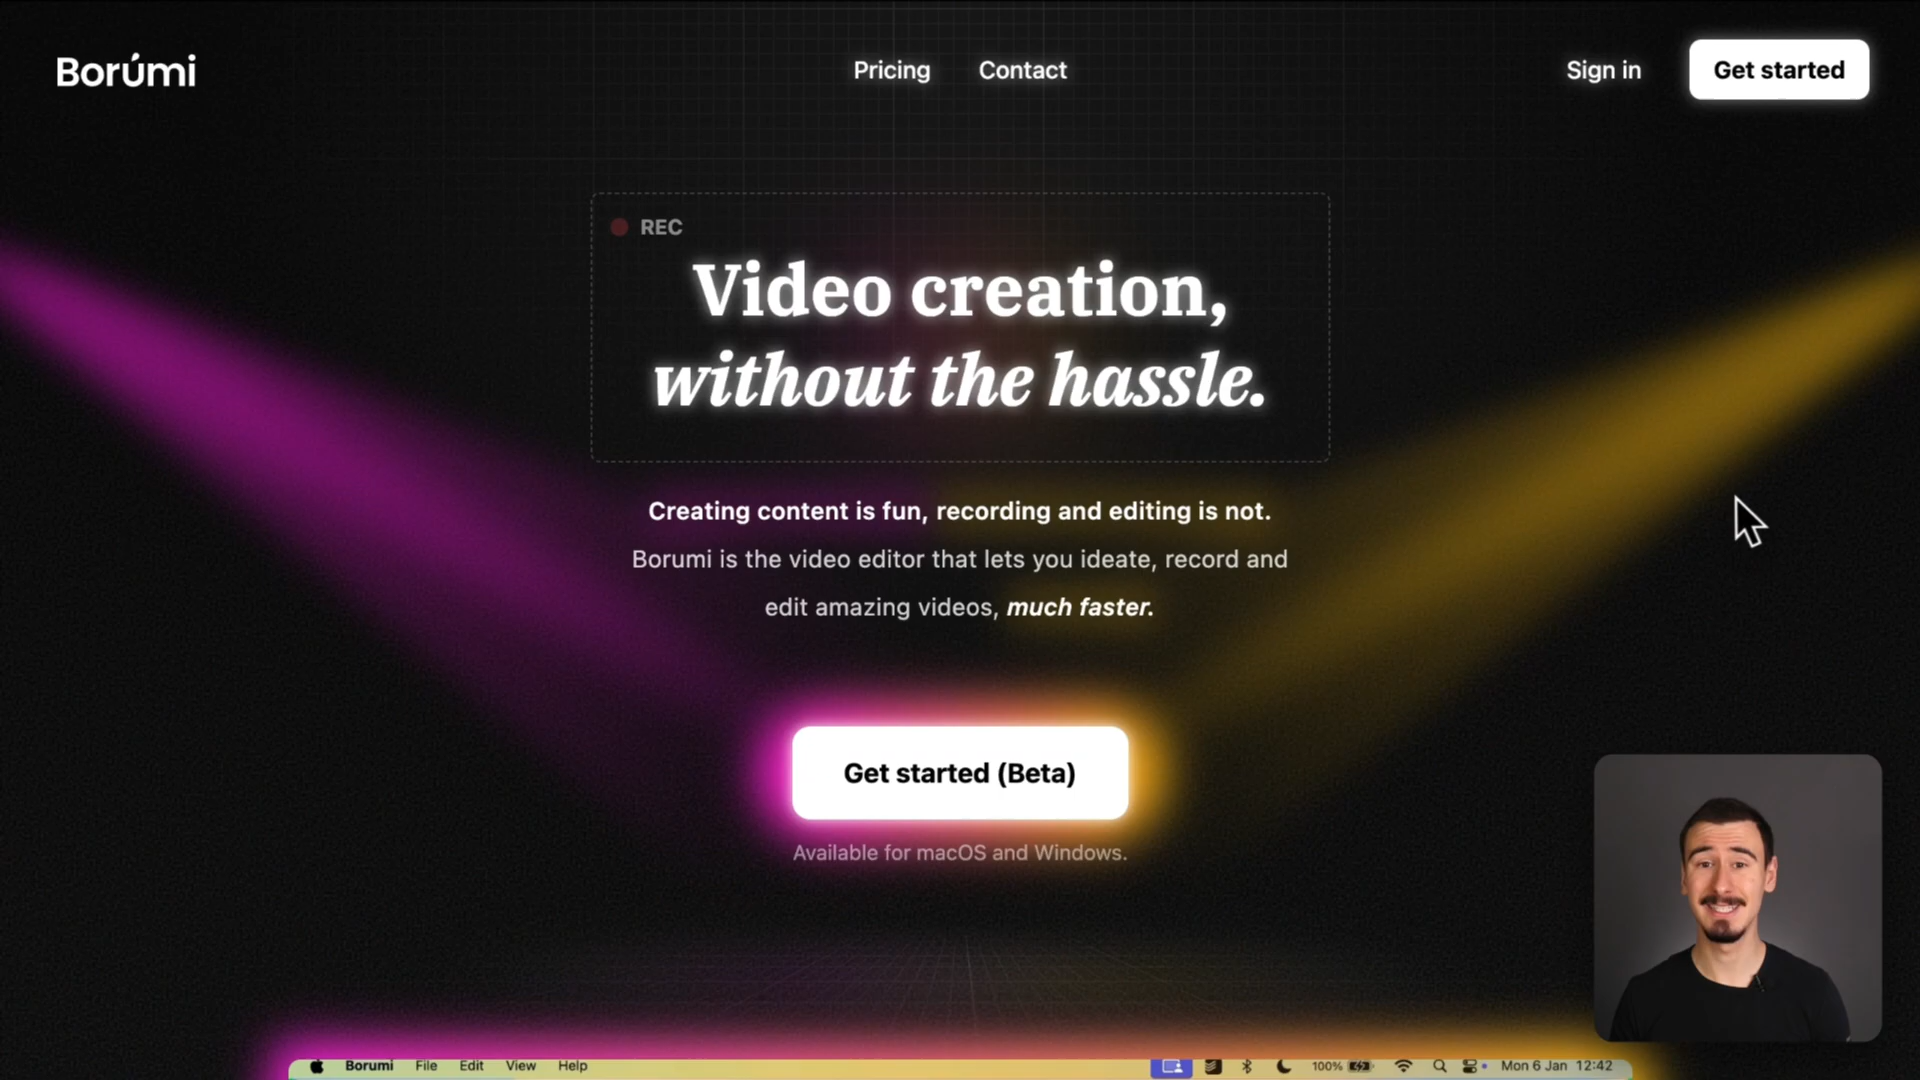 Borúmi
Pricing
Contact
Sign in
Get started
REC
Video creation,
without the hassle.
Creating content is fun, recording and editing is not.
Borumi is the video editor that lets you ideate, record and
edit amazing videos, much faster.
Get started (Beta)
Available for macOS and Windows.
Borumi File Edit View Help 100% Mon 6 Jan 12:42